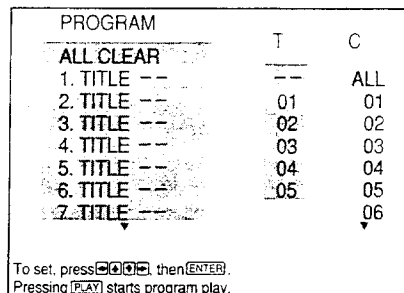 PROGRAM
T C
ALL CLEAR
1. TITLE -- -- ALL
2. TITLE -- 01 01
3. TITLE -- 02 02
4. TITLE -- 03 03
5. TITLE -- 04 04
6. TITLE -- 05 05
7. TITLE -- 06
To set, press ←↓↑→, then ENTER.
Pressing PLAY starts program play.